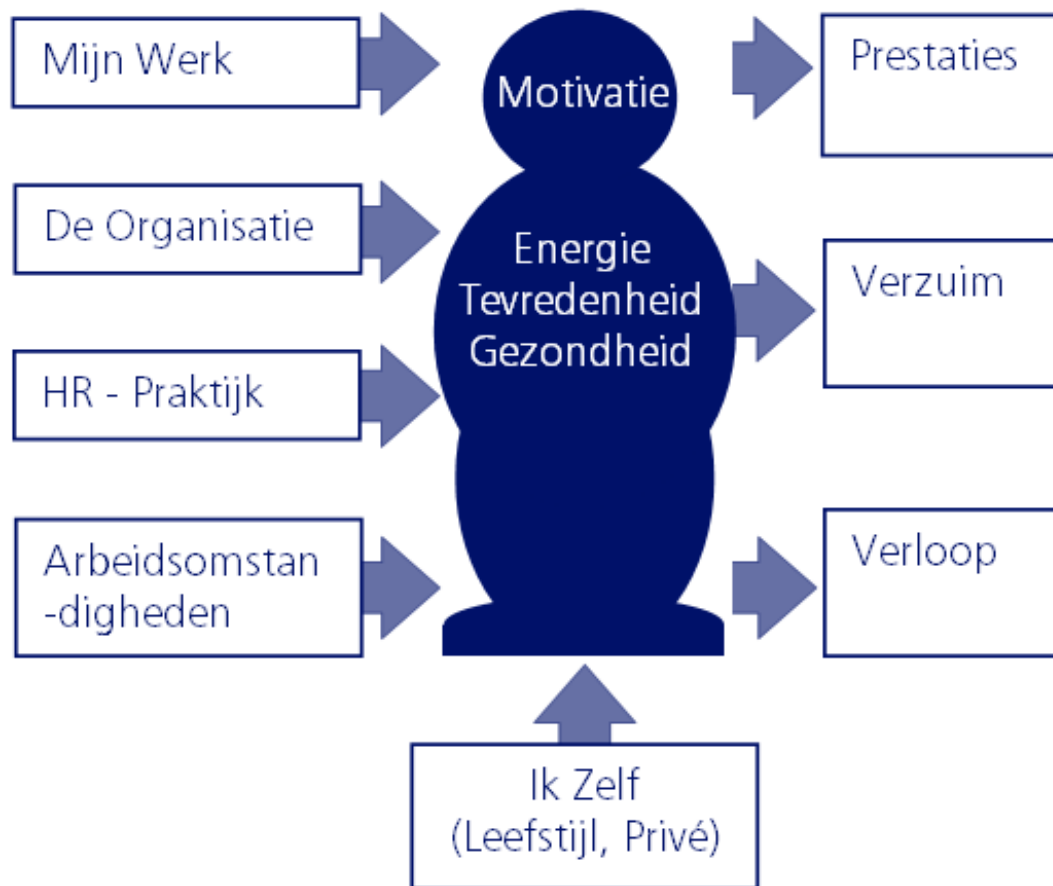 Mijn Werk
De Organisatie
HR - Praktijk
Arbeidsomstan
-digheden
Motivatie
Energie
Tevredenheid
Gezondheid
Prestaties
Verzuim
Verloop
Ik Zelf
(Leefstijl, Privé)